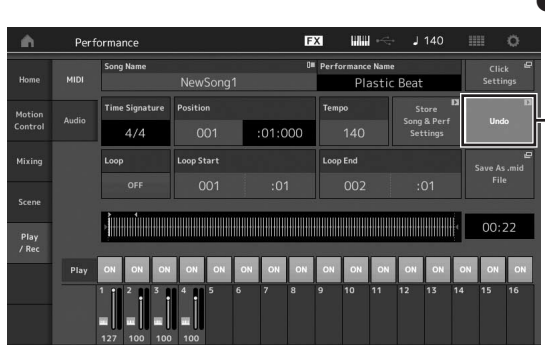 Performance
FX
♩ 140
Home
Motion
Control
Mixing
Scene
Play
/ Rec
MIDI
Audio
Song Name
NewSong1
Performance Name
Plastic Beat
Click
Settings
Time Signature
4/4
Position
001 :01:000
Tempo
140
Store
Song & Perf
Settings
Undo
Loop
OFF
Loop Start
001 :01
Loop End
002 :01
Save As .mid
File
00:22
Play
ON ON ON ON ON ON ON ON ON ON ON ON ON ON ON ON
1 2 3 4 5 6 7 8 9 10 11 12 13 14 15 16
127 100 100 100